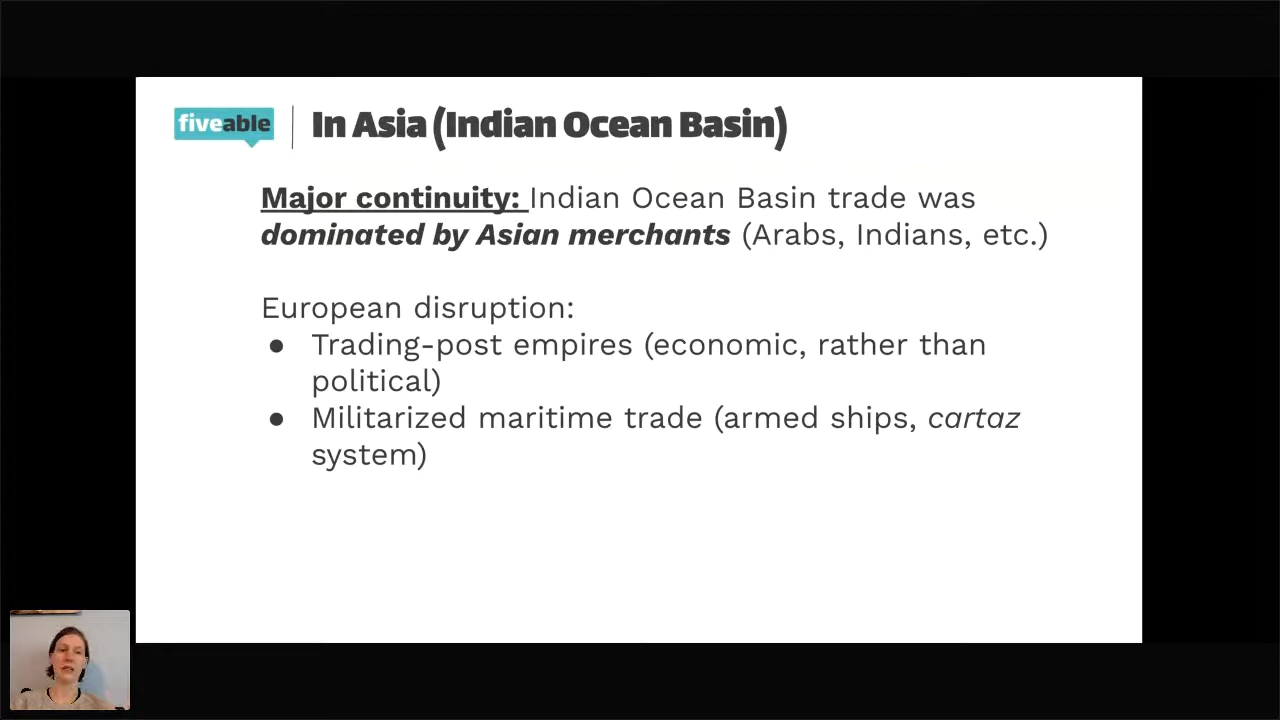 fiveable
In Asia (Indian Ocean Basin)
Major continuity: Indian Ocean Basin trade was
dominated by Asian merchants (Arabs, Indians, etc.)
European disruption:
● Trading-post empires (economic, rather than
political)
● Militarized maritime trade (armed ships, cartaz
system)